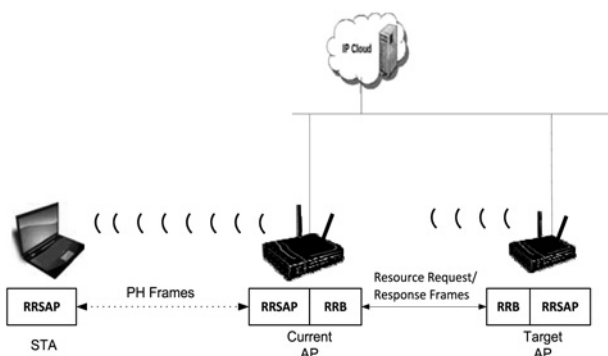 IP Cloud
Resource Request/
Response Frames
PH Frames
RRSAP
RRSAP
RRB
RRB
RRSAP
STA
Current
AP
Target
AP